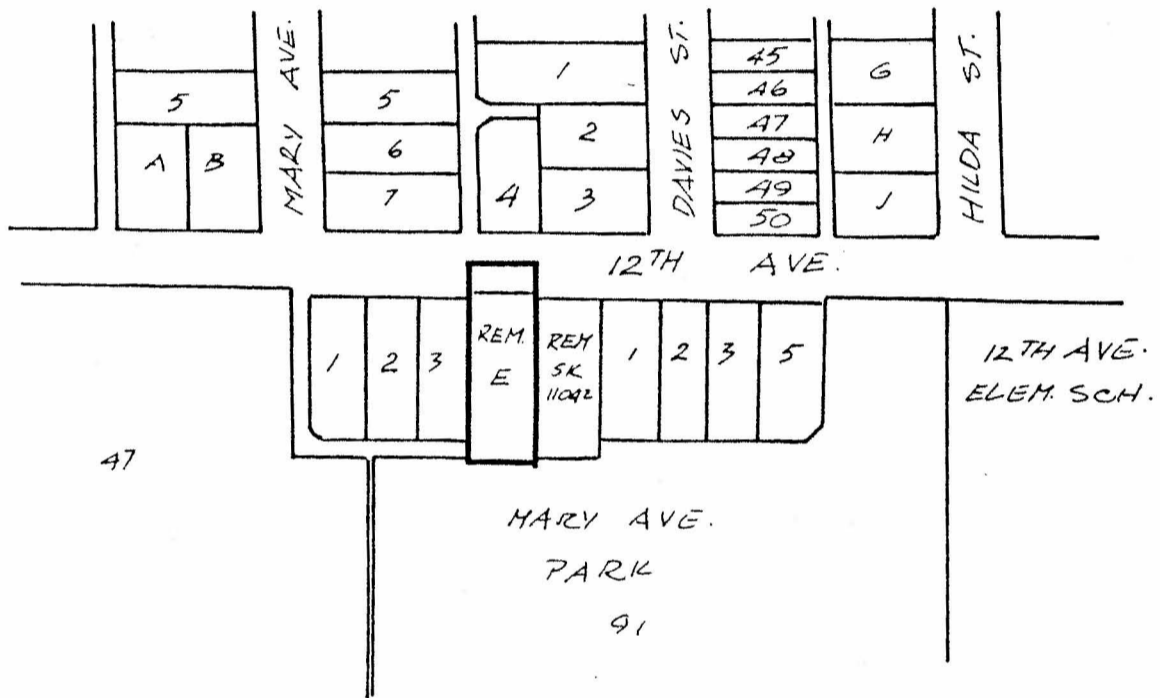 MARY AVE.
DAVIES ST.
HILDA ST.
5
A
B
5
6
7
1
2
4
3
45
46
47
48
49
50
G
H
J
12TH AVE.
1
2
3
REM.
E
REM
SK
11042
1
2
3
5
12TH AVE.
ELEM. SCH.
47
MARY AVE.
PARK
91